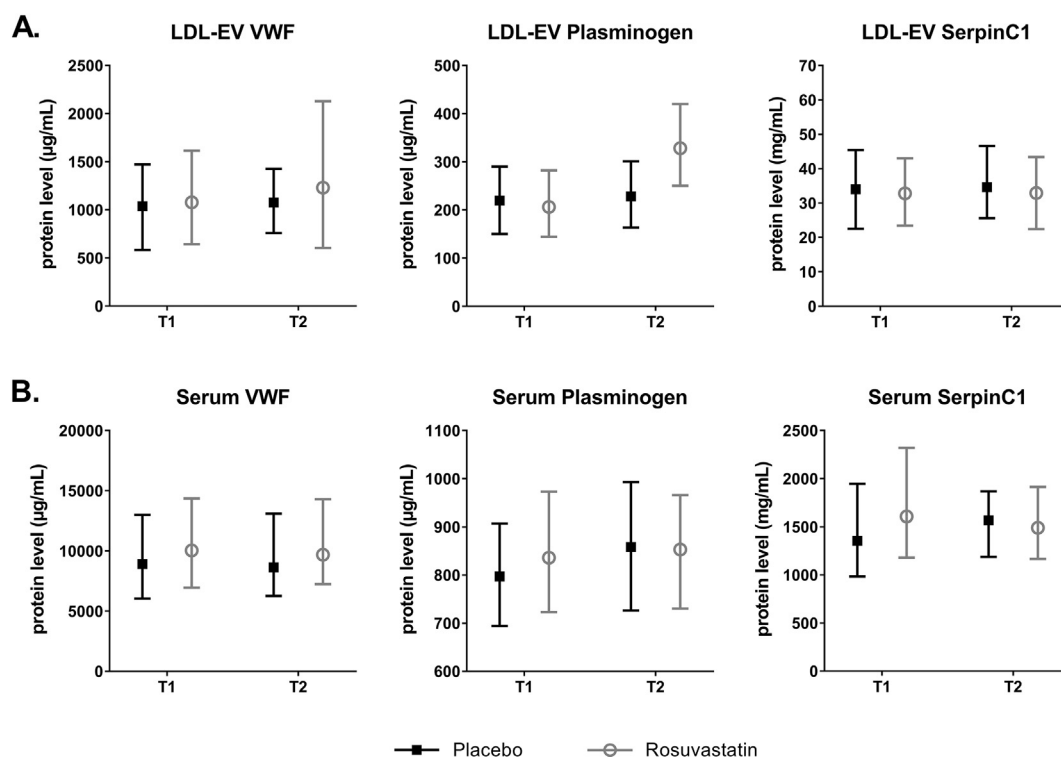 A.
LDL-EV VWF
protein level (µg/mL)
2500
2000
1500
1000
500
0
T1
T2
LDL-EV Plasminogen
protein level (µg/mL)
500
400
300
200
100
0
T1
T2
LDL-EV SerpinC1
protein level (mg/mL)
70
60
50
40
30
20
10
0
T1
T2
B.
Serum VWF
protein level (µg/mL)
20000
15000
10000
5000
0
T1
T2
Serum Plasminogen
protein level (µg/mL)
1100
1000
900
800
700
600
T1
T2
Serum SerpinC1
protein level (mg/mL)
2500
2000
1500
1000
500
0
T1
T2
Placebo
Rosuvastatin